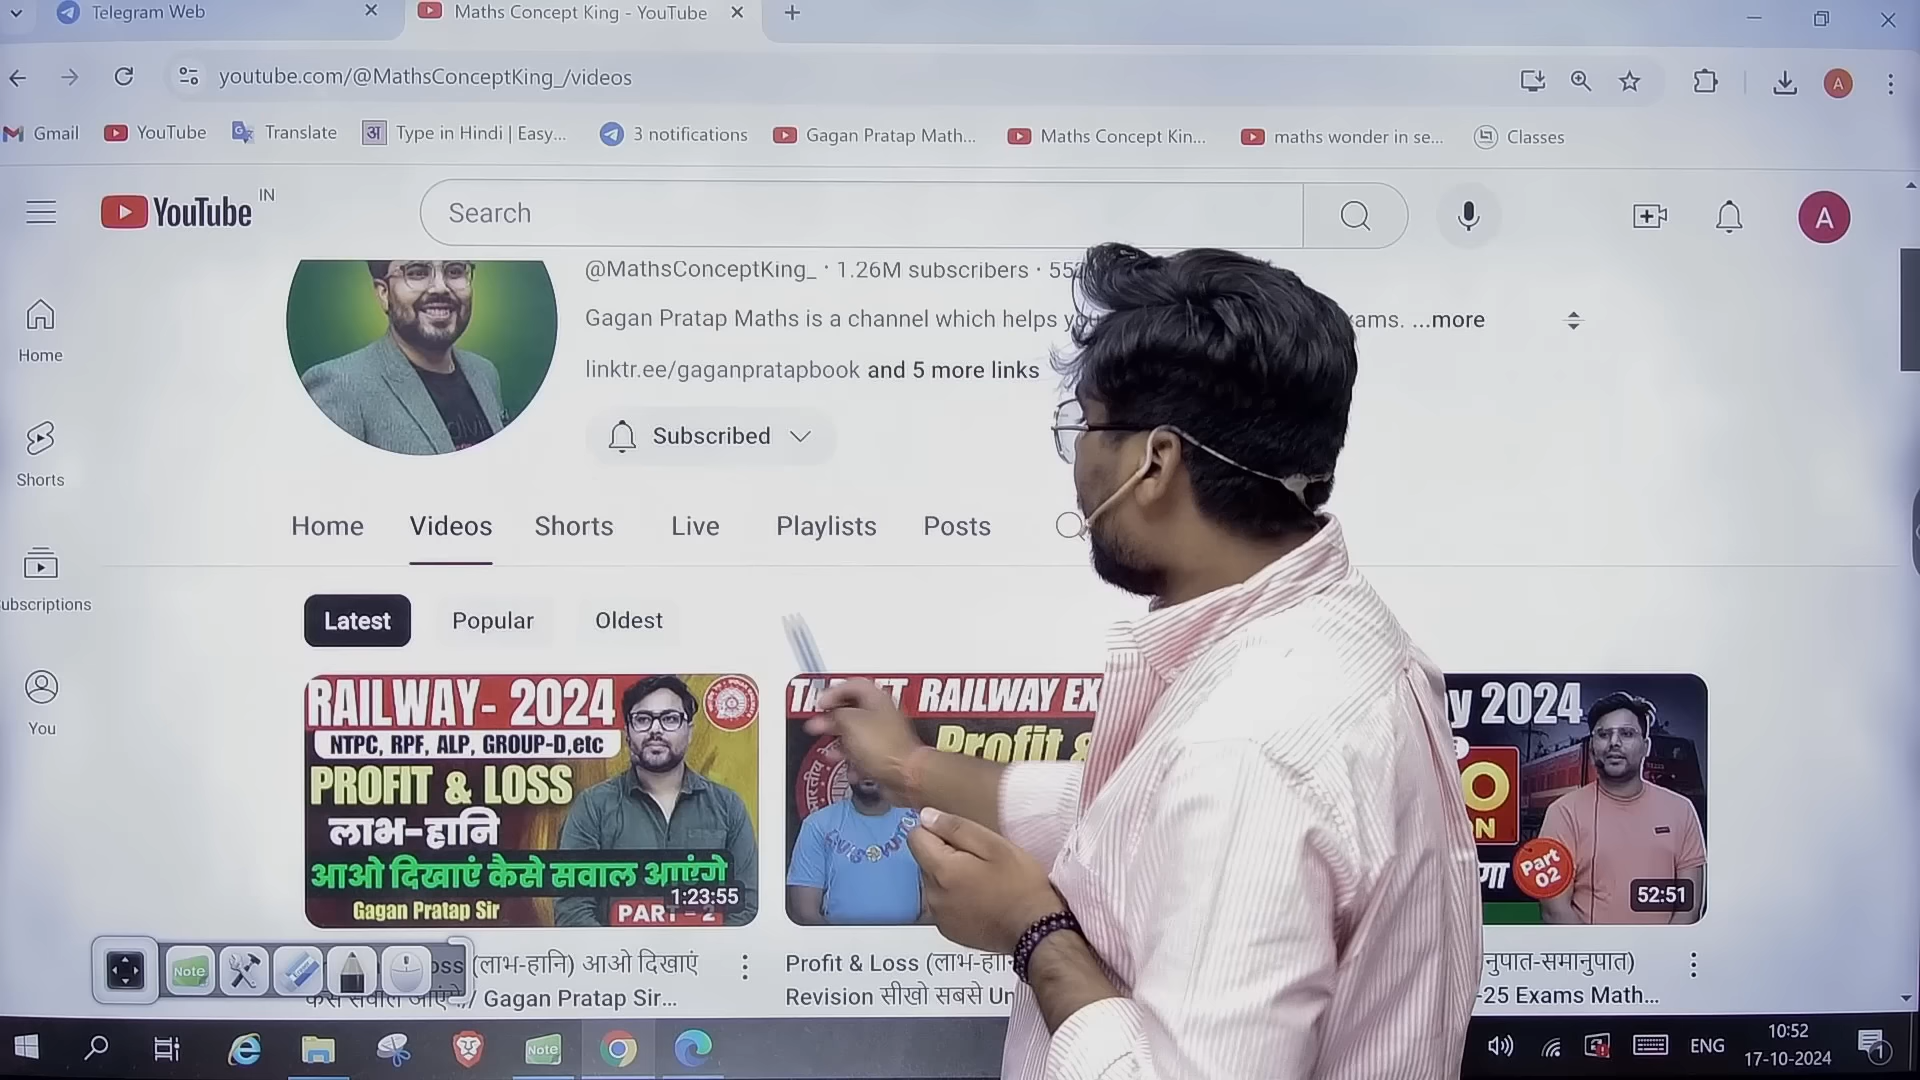 Telegram Web
Maths Concept King - YouTube
youtube.com/@MathsConceptKing_/videos
A
Gmail
YouTube
Translate
अ
Type in Hindi | Easy...
3 notifications
Gagan Pratap Math...
Maths Concept Kin...
maths wonder in se...
Classes
YouTube IN
Search
A
@MathsConceptKing_ · 1.26M subscribers · 55
Gagan Pratap Maths is a channel which helps
...more
linktr.ee/gaganpratapbook and 5 more links
Subscribed
Home
Shorts
ubscriptions
You
Home Videos Shorts Live Playlists Posts
Latest Popular Oldest
RAILWAY- 2024
NTPC, RPF, ALP, GROUP-D,etc
PROFIT & LOSS
लाभ-हानि
आओ दिखाएं कैसे सवाल आएंगे
Gagan Pratap Sir
PART - 2
1:23:55
RAILWAY EX
Profit &
y 2024
Part
02
52:51
(लाभ-हानि) आओ दिखाएं
/ Gagan Pratap Sir...
Profit & Loss (लाभ-हानि
Revision सीखो सबसे Un
नुपात-समानुपात)
-25 Exams Math...
Note
Note
ENG
10:52
17-10-2024
1